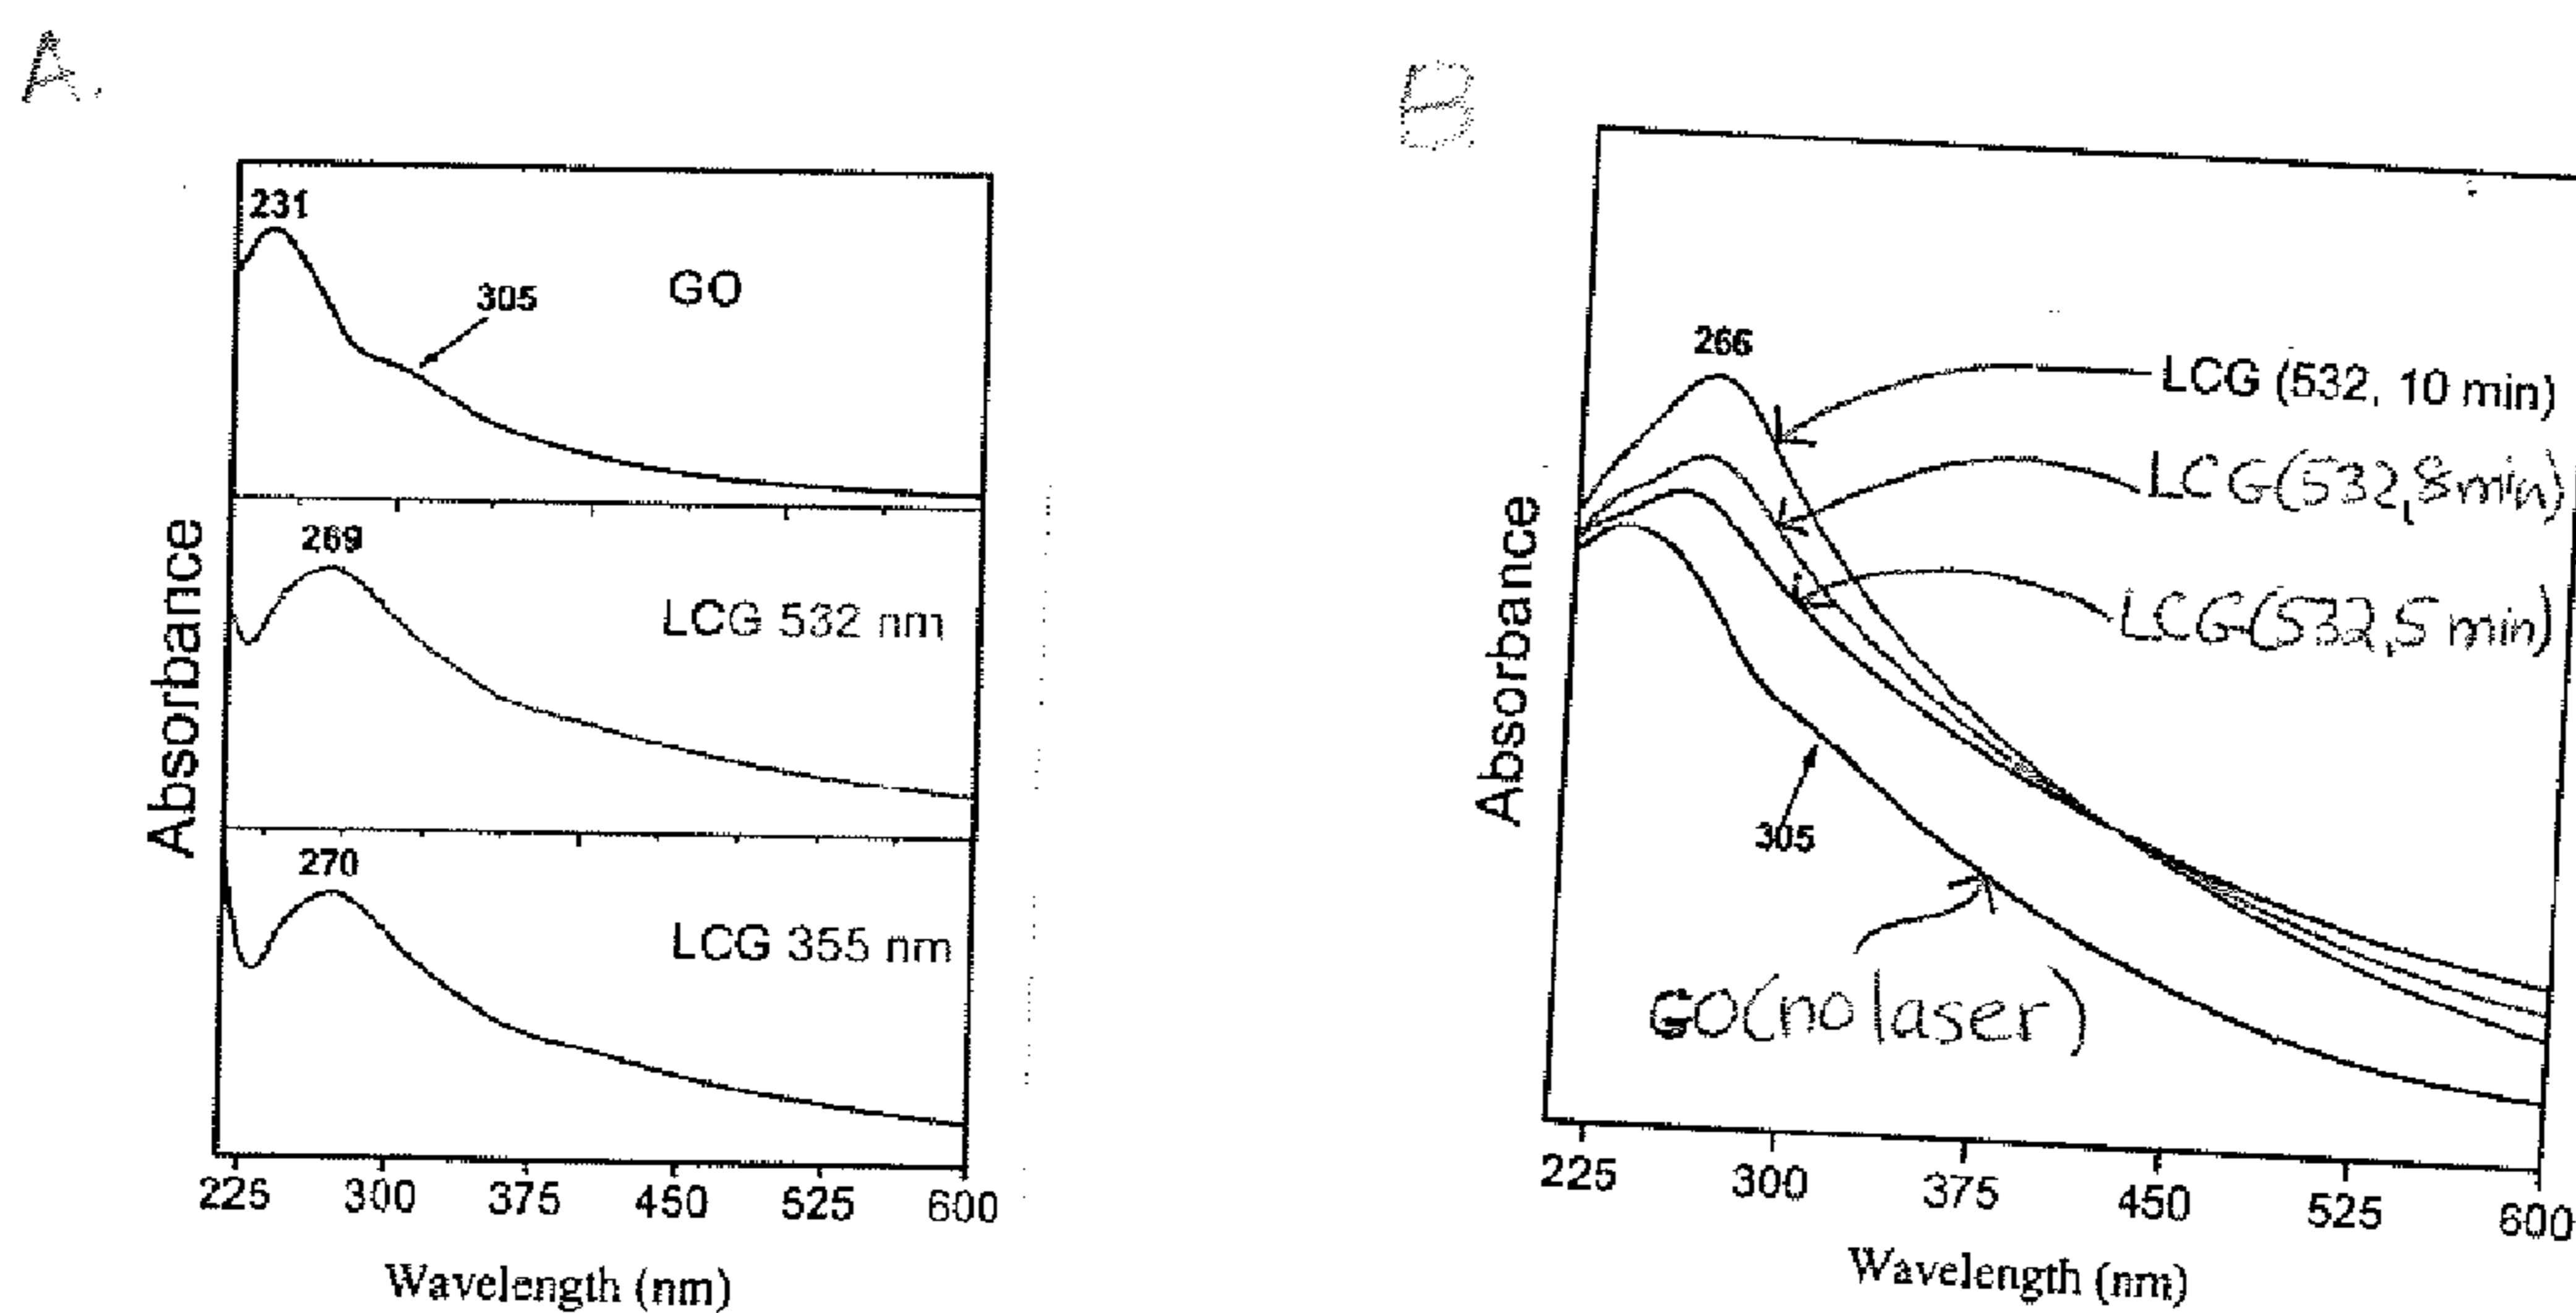 A.
231
305
GO
269
LCG 532 nm
270
LCG 355 nm
Absorbance
225 300 375 450 525 600
Wavelength (nm)
B
266
LCG (532, 10 min)
LCG (532, 8 min)
LCG (532, 5 min)
305
GO (no laser)
Absorbance
225 300 375 450 525 600
Wavelength (nm)